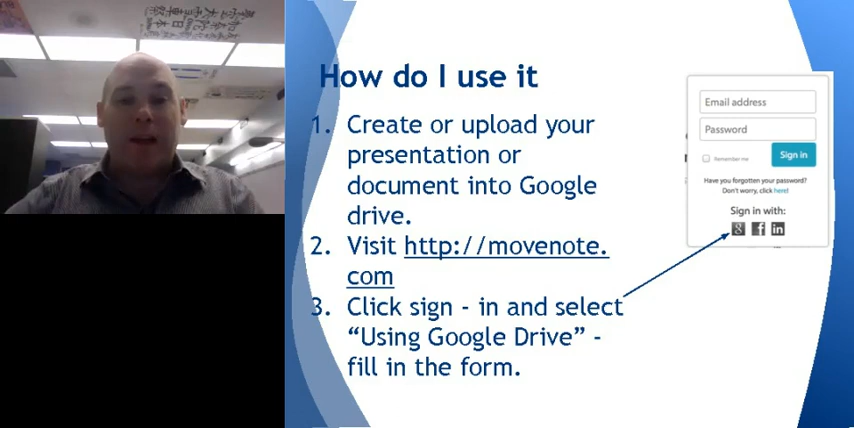 How do I use it
1. Create or upload your
presentation or
document into Google
drive.
2. Visit http://movenote.
com
3. Click sign - in and select
“Using Google Drive” -
fill in the form.
Email address
Password
Remember me
Sign in
Have you forgotten your password?
Don't worry, click here!
Sign in with:
g f in